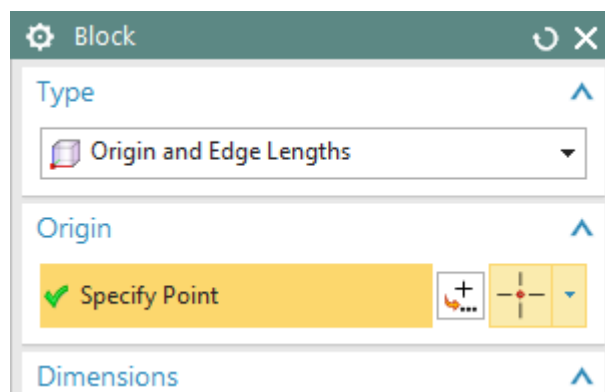 Block
Type
Origin and Edge Lengths
Origin
Specify Point
Dimensions